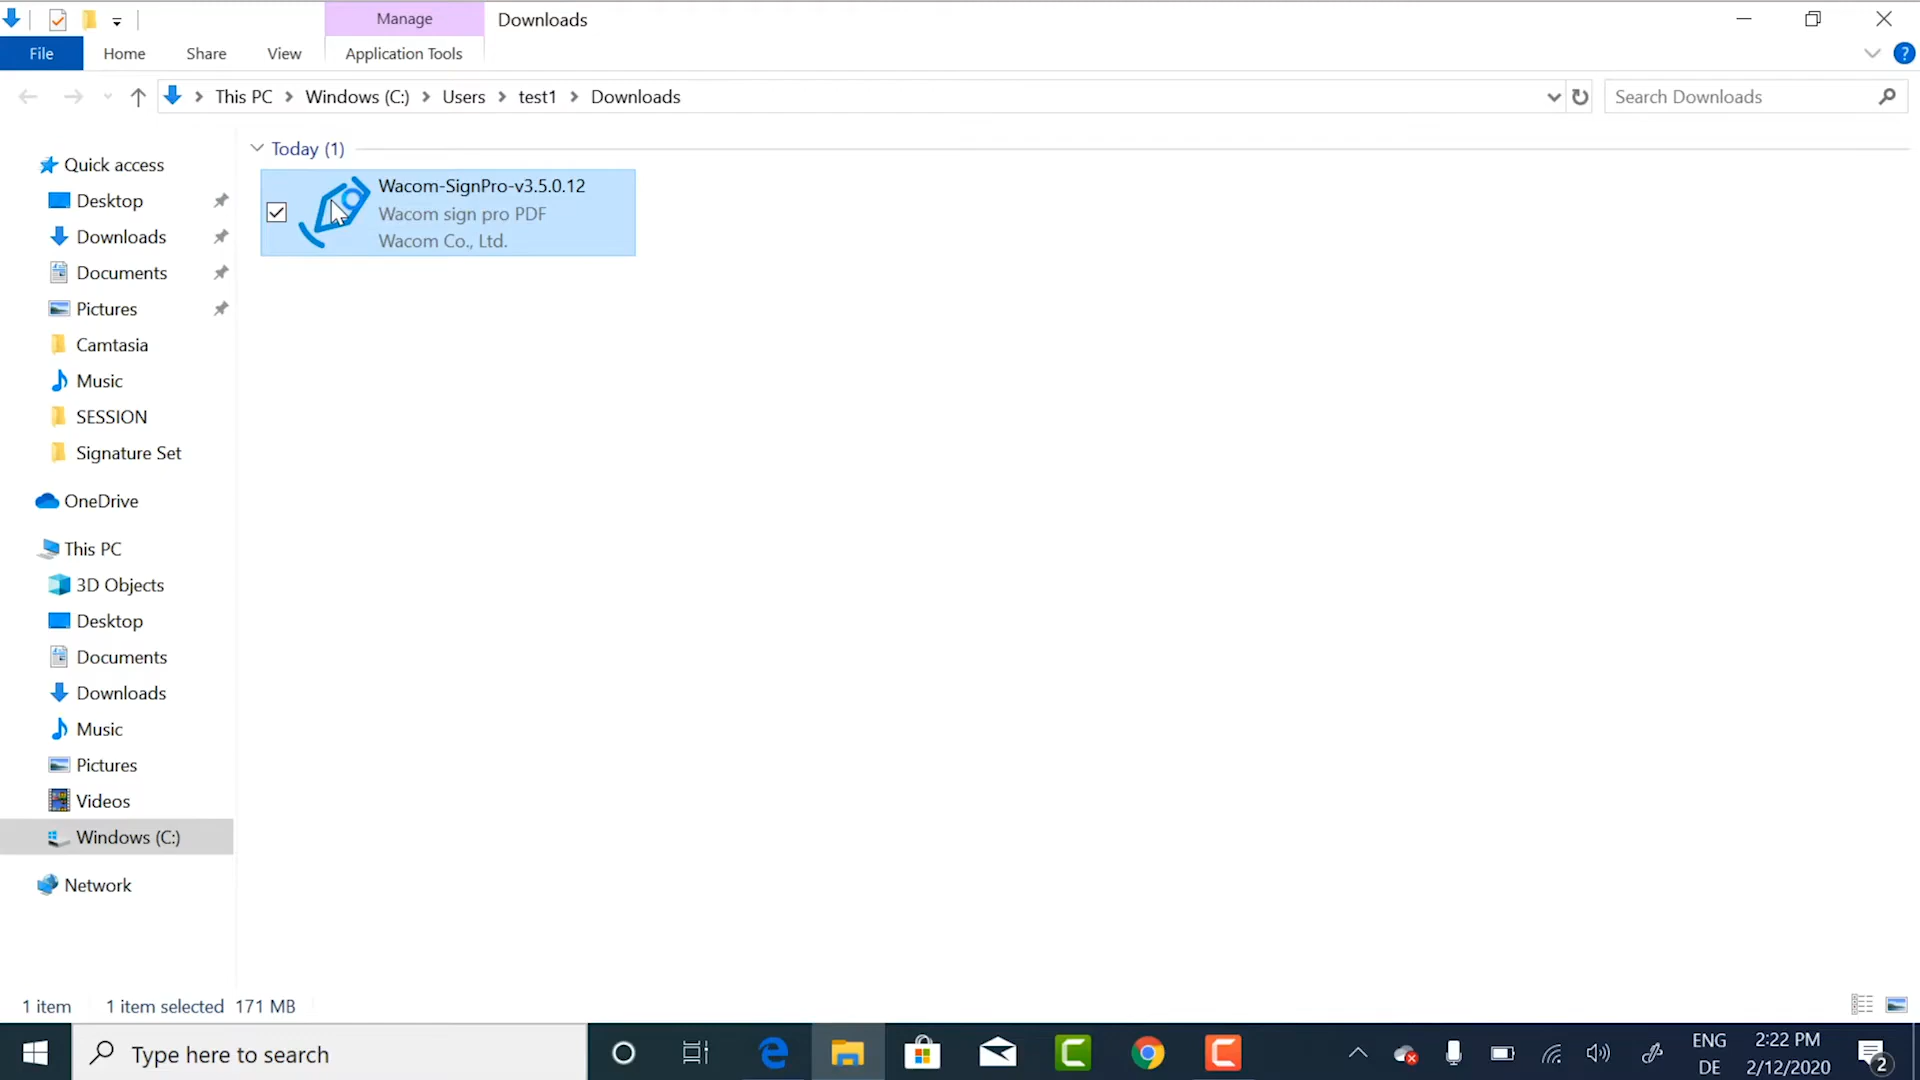 Manage
Downloads
File
Home
Share
View
Application Tools
?
This PC
Windows (C:)
Users
test1
Downloads
Search Downloads
Today (1)
Wacom-SignPro-v3.5.0.12
Wacom sign pro PDF
Wacom Co., Ltd.
Quick access
Desktop
Downloads
Documents
Pictures
Camtasia
Music
SESSION
Signature Set
OneDrive
This PC
3D Objects
Desktop
Documents
Downloads
Music
Pictures
Videos
Windows (C:)
Network
1 item
1 item selected 171 MB
Type here to search
ENG
DE
2:22 PM
2/12/2020
2